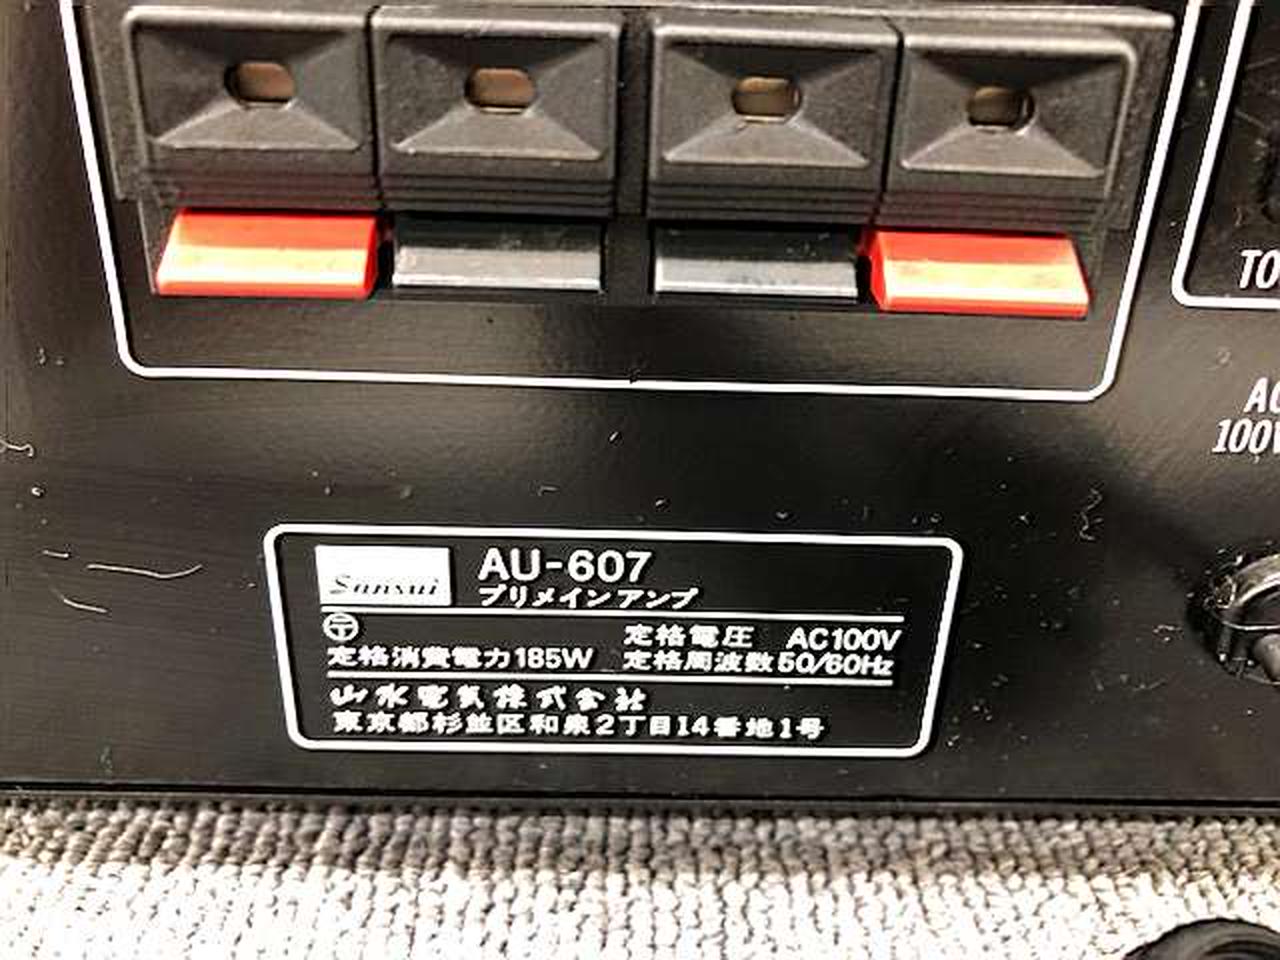 TO
AC
100V
Sansui
AU-607
プリメインアンプ
〒
定格電圧 AC100V
定格消費電力185W 定格周波数50/60Hz
山水電気株式会社
東京都杉並区和泉2丁目14番地1号